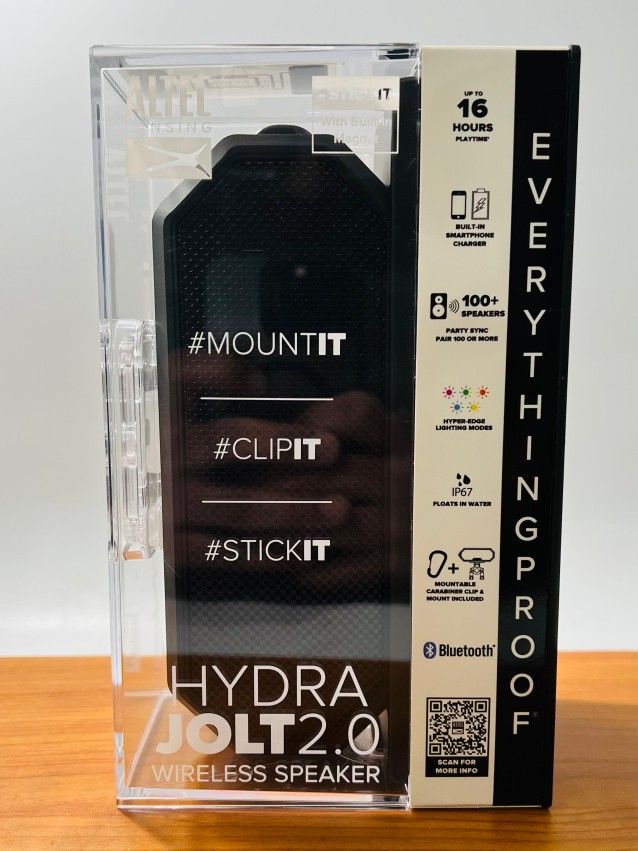 ALTEC
LANSING
#STICKIT
With Built-in
Magnet
#MOUNTIT
#CLIPIT
#STICKIT
HYDRA
JOLT2.0
WIRELESS SPEAKER
UP TO
16
HOURS
PLAYTIME*
BUILT-IN
SMARTPHONE
CHARGER
100+
SPEAKERS
PARTY SYNC
PAIR 100 OR MORE
HYPER-EDGE
LIGHTING MODES
IP67
FLOATS IN WATER
MOUNTABLE
CARABINER CLIP &
MOUNT INCLUDED
Bluetooth®
SCAN FOR
MORE INFO
EVERYTHINGPROOF®